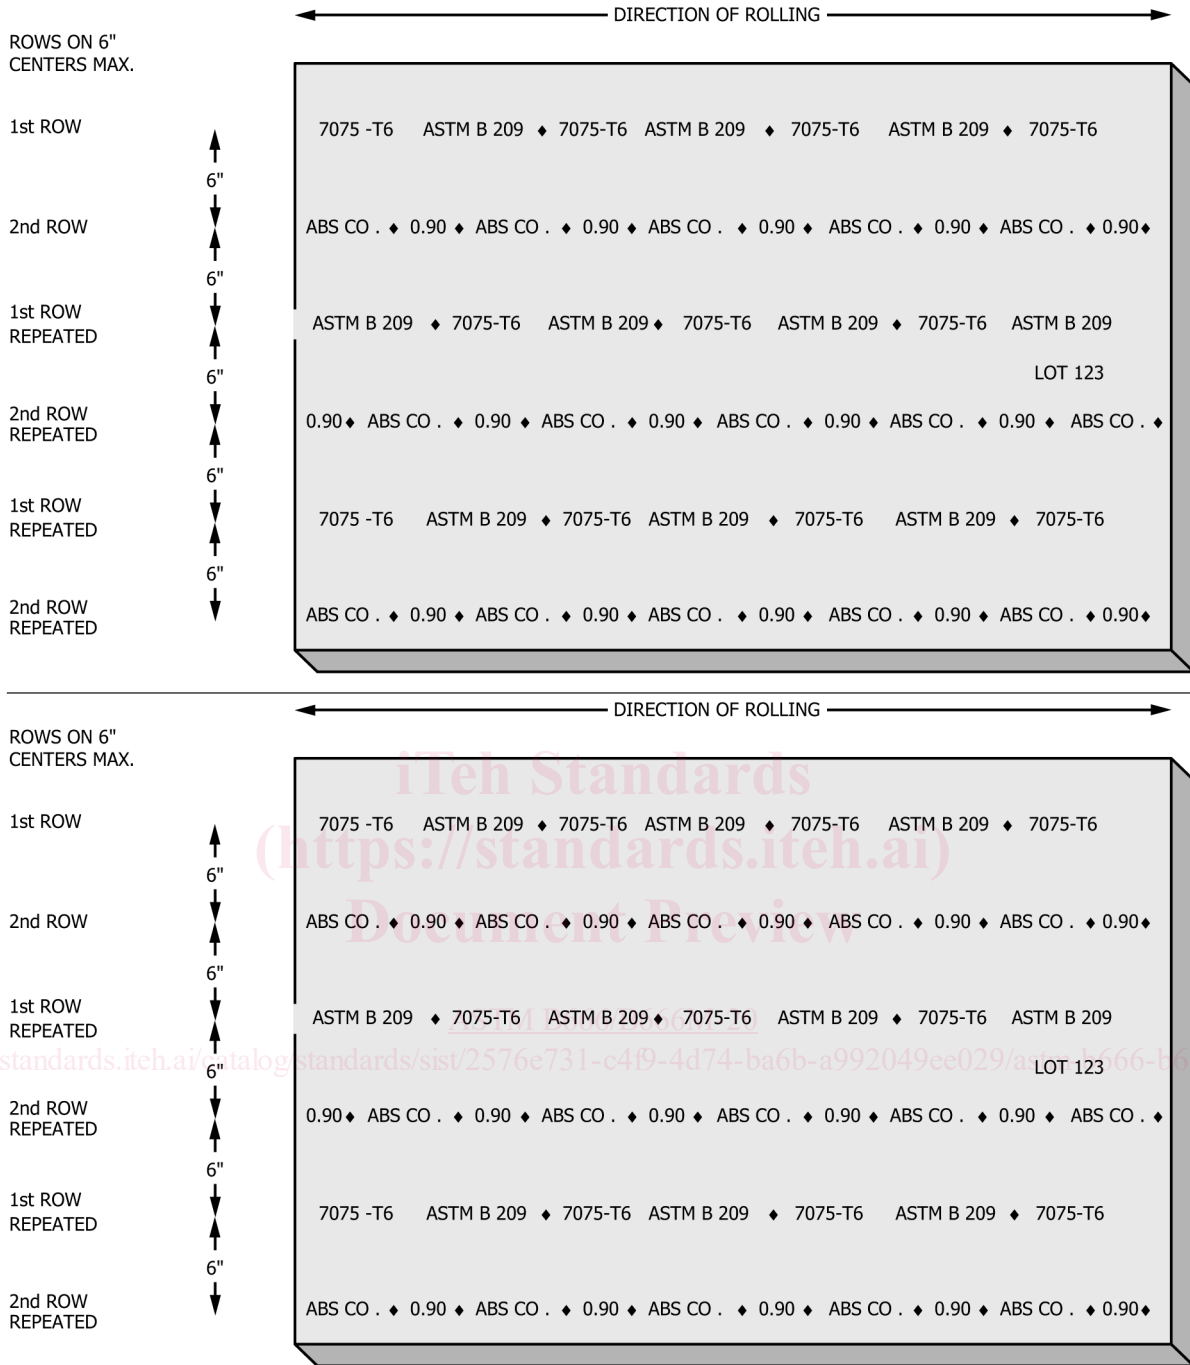 DIRECTION OF ROLLING
ROWS ON 6"
CENTERS MAX.
1st ROW 7075 -T6 ASTM B 209 ♦ 7075-T6 ASTM B 209 ♦ 7075-T6 ASTM B 209 ♦ 7075-T6
6"
2nd ROW ABS CO . ♦ 0.90 ♦ ABS CO . ♦ 0.90 ♦ ABS CO . ♦ 0.90 ♦ ABS CO . ♦ 0.90 ♦ ABS CO . ♦ 0.90♦
6"
1st ROW
REPEATED
ASTM B 209 ♦ 7075-T6 ASTM B 209♦ 7075-T6 ASTM B 209 ♦ 7075-T6 ASTM B 209
6"
LOT 123
2nd ROW
REPEATED
0.90♦ ABS CO . ♦ 0.90 ♦ ABS CO . ♦ 0.90 ♦ ABS CO . ♦ 0.90 ♦ ABS CO . ♦ 0.90 ♦ ABS CO . ♦
6"
1st ROW
REPEATED
7075 -T6 ASTM B 209 ♦ 7075-T6 ASTM B 209 ♦ 7075-T6 ASTM B 209 ♦ 7075-T6
6"
2nd ROW
REPEATED
ABS CO . ♦ 0.90 ♦ ABS CO . ♦ 0.90 ♦ ABS CO . ♦ 0.90 ♦ ABS CO . ♦ 0.90 ♦ ABS CO . ♦ 0.90♦
DIRECTION OF ROLLING
ROWS ON 6"
CENTERS MAX.
iTeh Standards
1st ROW 7075 -T6 ASTM B 209 ♦ 7075-T6 ASTM B 209 ♦ 7075-T6 ASTM B 209 ♦ 7075-T6
(https://standards.iteh.ai)
6"
Document Preview
2nd ROW ABS CO . ♦ 0.90 ♦ ABS CO . ♦ 0.90 ♦ ABS CO . ♦ 0.90 ♦ ABS CO . ♦ 0.90 ♦ ABS CO . ♦ 0.90♦
6"
1st ROW
REPEATED
ASTM B 209 ♦ 7075-T6 ASTM B 209♦ 7075-T6 ASTM B 209 ♦ 7075-T6 ASTM B 209
ASTM B666/B666M-20
standards.iteh.ai/catalog/standards/sist/2576e731-c4f9-4d74-ba6b-a992049ee029/astm-b666-b6
6"
LOT 123
2nd ROW
REPEATED
0.90♦ ABS CO . ♦ 0.90 ♦ ABS CO . ♦ 0.90 ♦ ABS CO . ♦ 0.90 ♦ ABS CO . ♦ 0.90 ♦ ABS CO . ♦
6"
1st ROW
REPEATED
7075 -T6 ASTM B 209 ♦ 7075-T6 ASTM B 209 ♦ 7075-T6 ASTM B 209 ♦ 7075-T6
6"
2nd ROW
REPEATED
ABS CO . ♦ 0.90 ♦ ABS CO . ♦ 0.90 ♦ ABS CO . ♦ 0.90 ♦ ABS CO . ♦ 0.90 ♦ ABS CO . ♦ 0.90♦